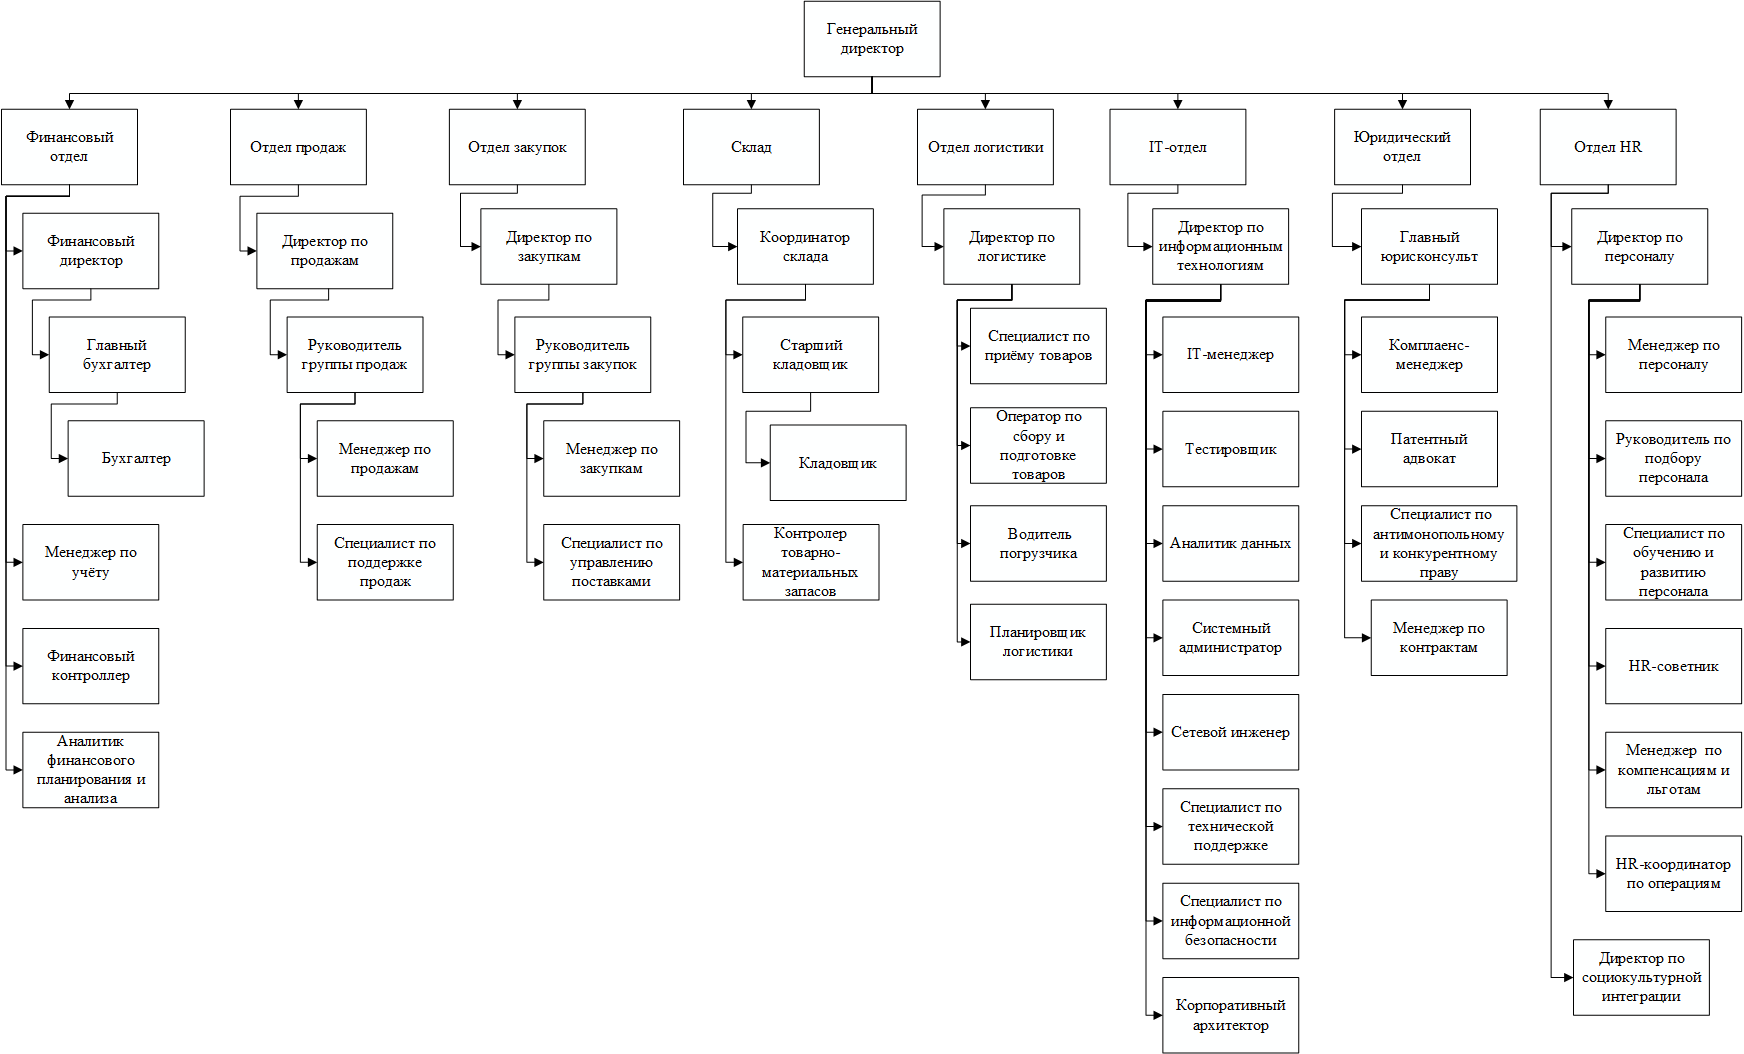 Генеральный
директор
Финансовый
отдел
Отдел продаж
Отдел закупок
Склад
Отдел логистики
IT-отдел
Юридический
отдел
Отдел HR
Финансовый
директор
Главный
бухгалтер
Бухгалтер
Менеджер по
учёту
Финансовый
контроллер
Аналитик
финансового
планирования и
анализа
Директор по
продажам
Руководитель
группы продаж
Менеджер по
продажам
Специалист по
поддержке
продаж
Директор по
закупкам
Руководитель
группы закупок
Менеджер по
закупкам
Специалист по
управлению
поставками
Координатор
склада
Старший
кладовщик
Кладовщик
Контролер
товарно-
материальных
запасов
Директор по
логистике
Специалист по
приёму товаров
Оператор по
сбору и
подготовке
товаров
Водитель
погрузчика
Планировщик
логистики
Директор по
информационным
технологиям
IT-менеджер
Тестировщик
Аналитик данных
Системный
администратор
Сетевой инженер
Специалист по
технической
поддержке
Специалист по
информационной
безопасности
Корпоративный
архитектор
Главный
юрисконсульт
Комплаенс-
менеджер
Патентный
адвокат
Специалист по
антимонопольному
и конкурентному
праву
Менеджер по
контрактам
Директор по
персоналу
Менеджер по
персоналу
Руководитель по
подбору
персонала
Специалист по
обучению и
развитию
персонала
HR-советник
Менеджер по
компенсациям и
льготам
HR-координатор
по операциям
Директор по
социокультурной
интеграции